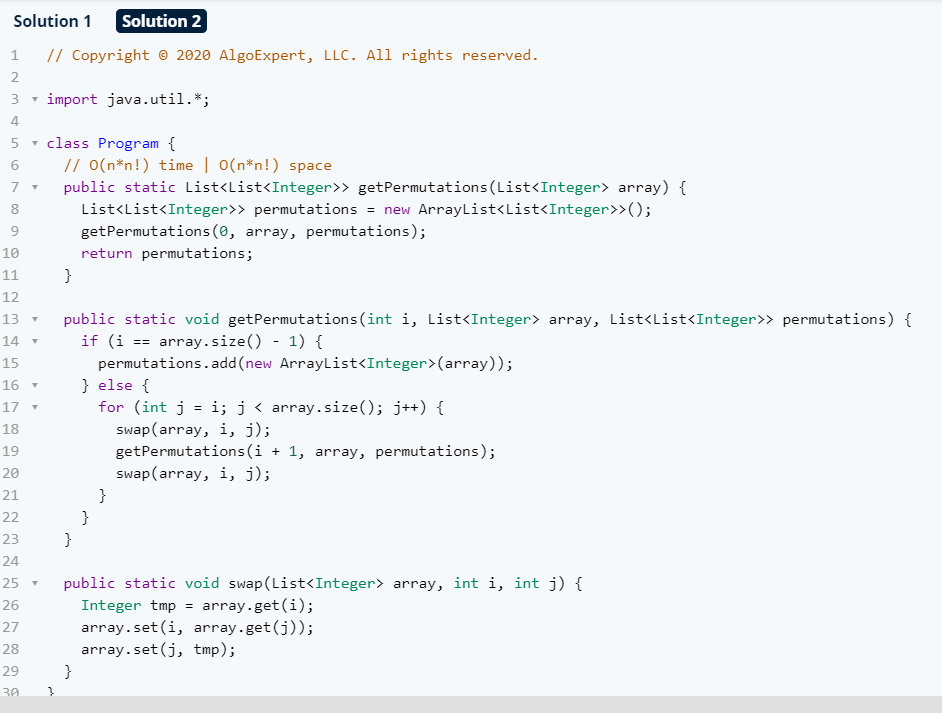 Solution 1 Solution 2
1 // Copyright © 2020 AlgoExpert, LLC. All rights reserved.
2
3 import java.util.*;
4
5 class Program {
6 // O(n*n!) time | O(n*n!) space
7 public static List<List<Integer>> getPermutations(List<Integer> array) {
8 List<List<Integer>> permutations = new ArrayList<List<Integer>>();
9 getPermutations(0, array, permutations);
10 return permutations;
11 }
12
13 public static void getPermutations(int i, List<Integer> array, List<List<Integer>> permutations) {
14 if (i == array.size() - 1) {
15 permutations.add(new ArrayList<Integer>(array));
16 } else {
17 for (int j = i; j < array.size(); j++) {
18 swap(array, i, j);
19 getPermutations(i + 1, array, permutations);
20 swap(array, i, j);
21 }
22 }
23 }
24
25 public static void swap(List<Integer> array, int i, int j) {
26 Integer tmp = array.get(i);
27 array.set(i, array.get(j));
28 array.set(j, tmp);
29 }
30 }